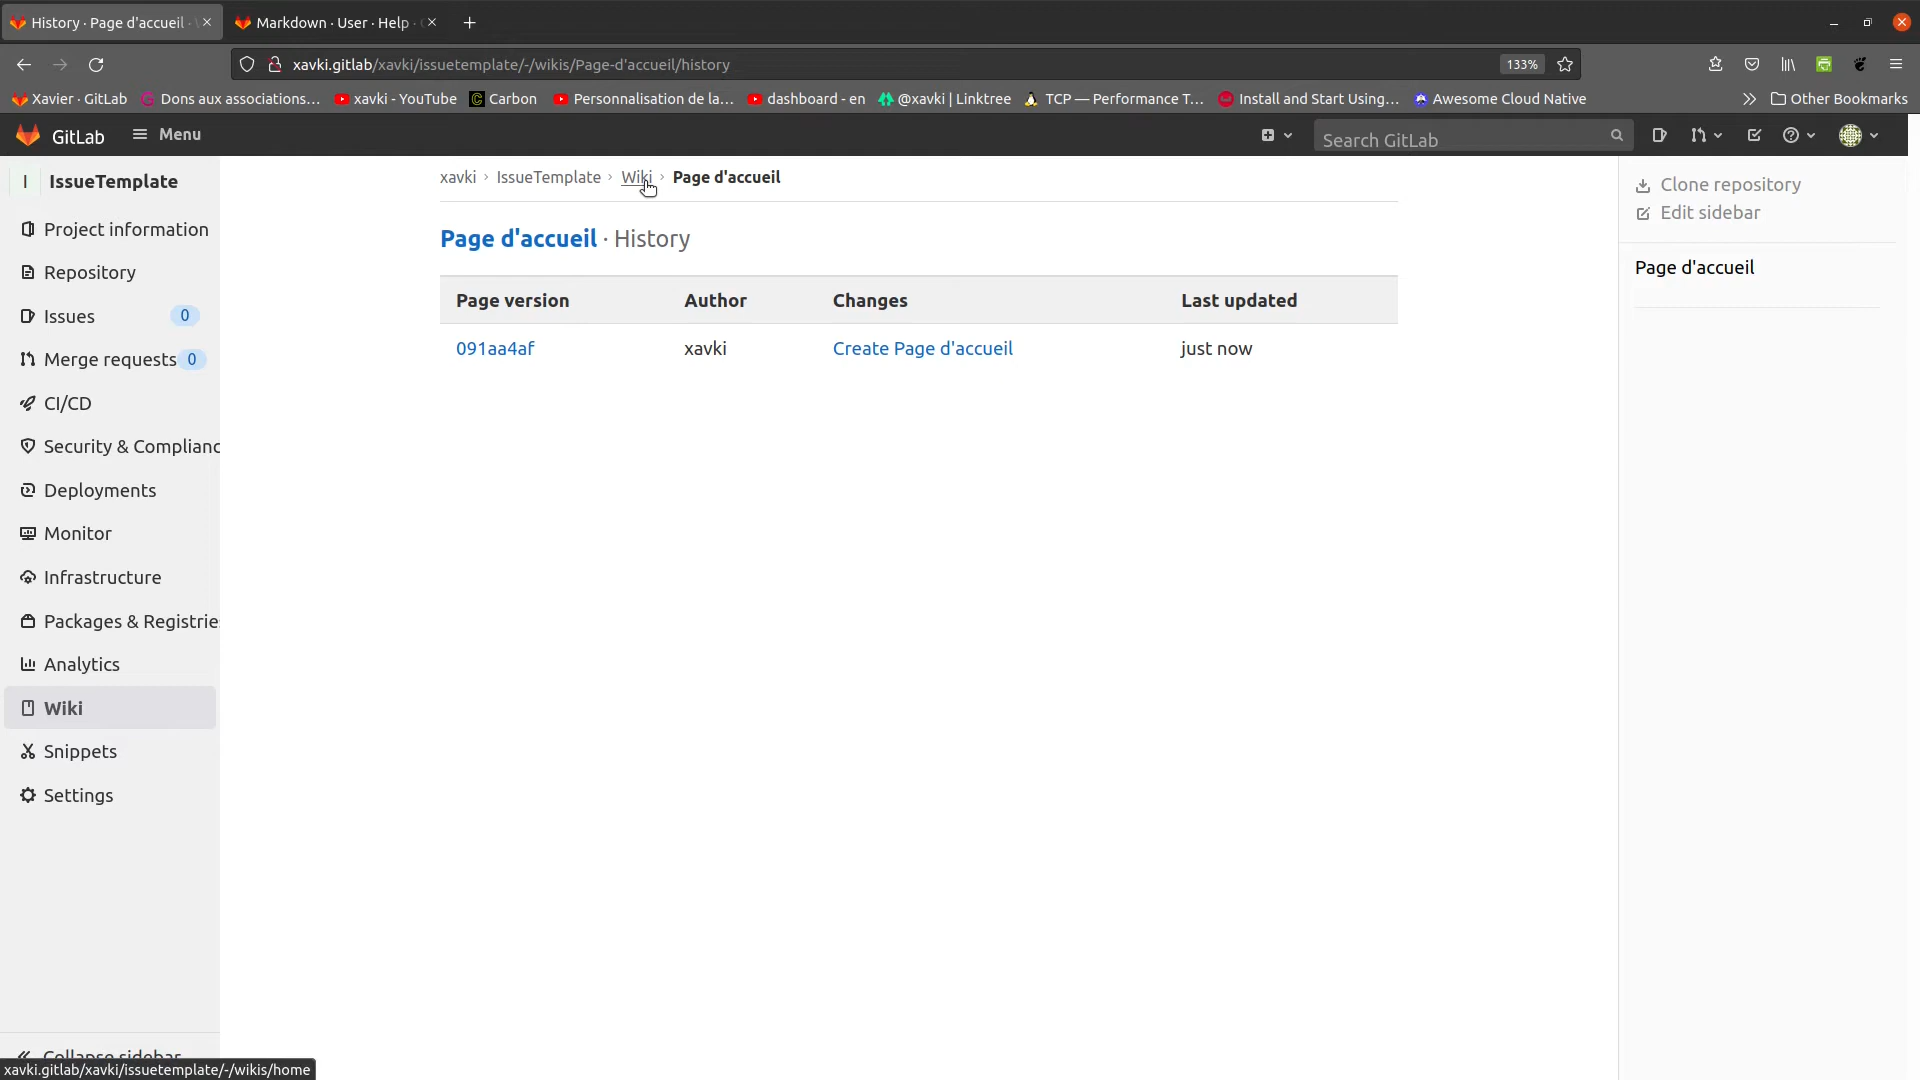 History · Page d'accueil ·
Markdown · User · Help ·
xavki.gitlab/xavki/issuetemplate/-/wikis/Page-d'accueil/history
133%
Xavier · GitLab
Dons aux associations…
xavki - YouTube
Carbon
Personnalisation de la…
dashboard - en
@xavki | Linktree
TCP — Performance T…
Install and Start Using…
Awesome Cloud Native
Other Bookmarks
GitLab
Menu
Search GitLab
I IssueTemplate
xavki › IssueTemplate › Wiki › Page d'accueil
Clone repository
Edit sidebar
Page d'accueil
Page d'accueil · History
Page version Author Changes Last updated
091aa4af xavki Create Page d'accueil just now
Project information
Repository
Issues 0
Merge requests 0
CI/CD
Security & Complianc
Deployments
Monitor
Infrastructure
Packages & Registrie
Analytics
Wiki
Snippets
Settings
Collapse sidebar
xavki.gitlab/xavki/issuetemplate/-/wikis/home